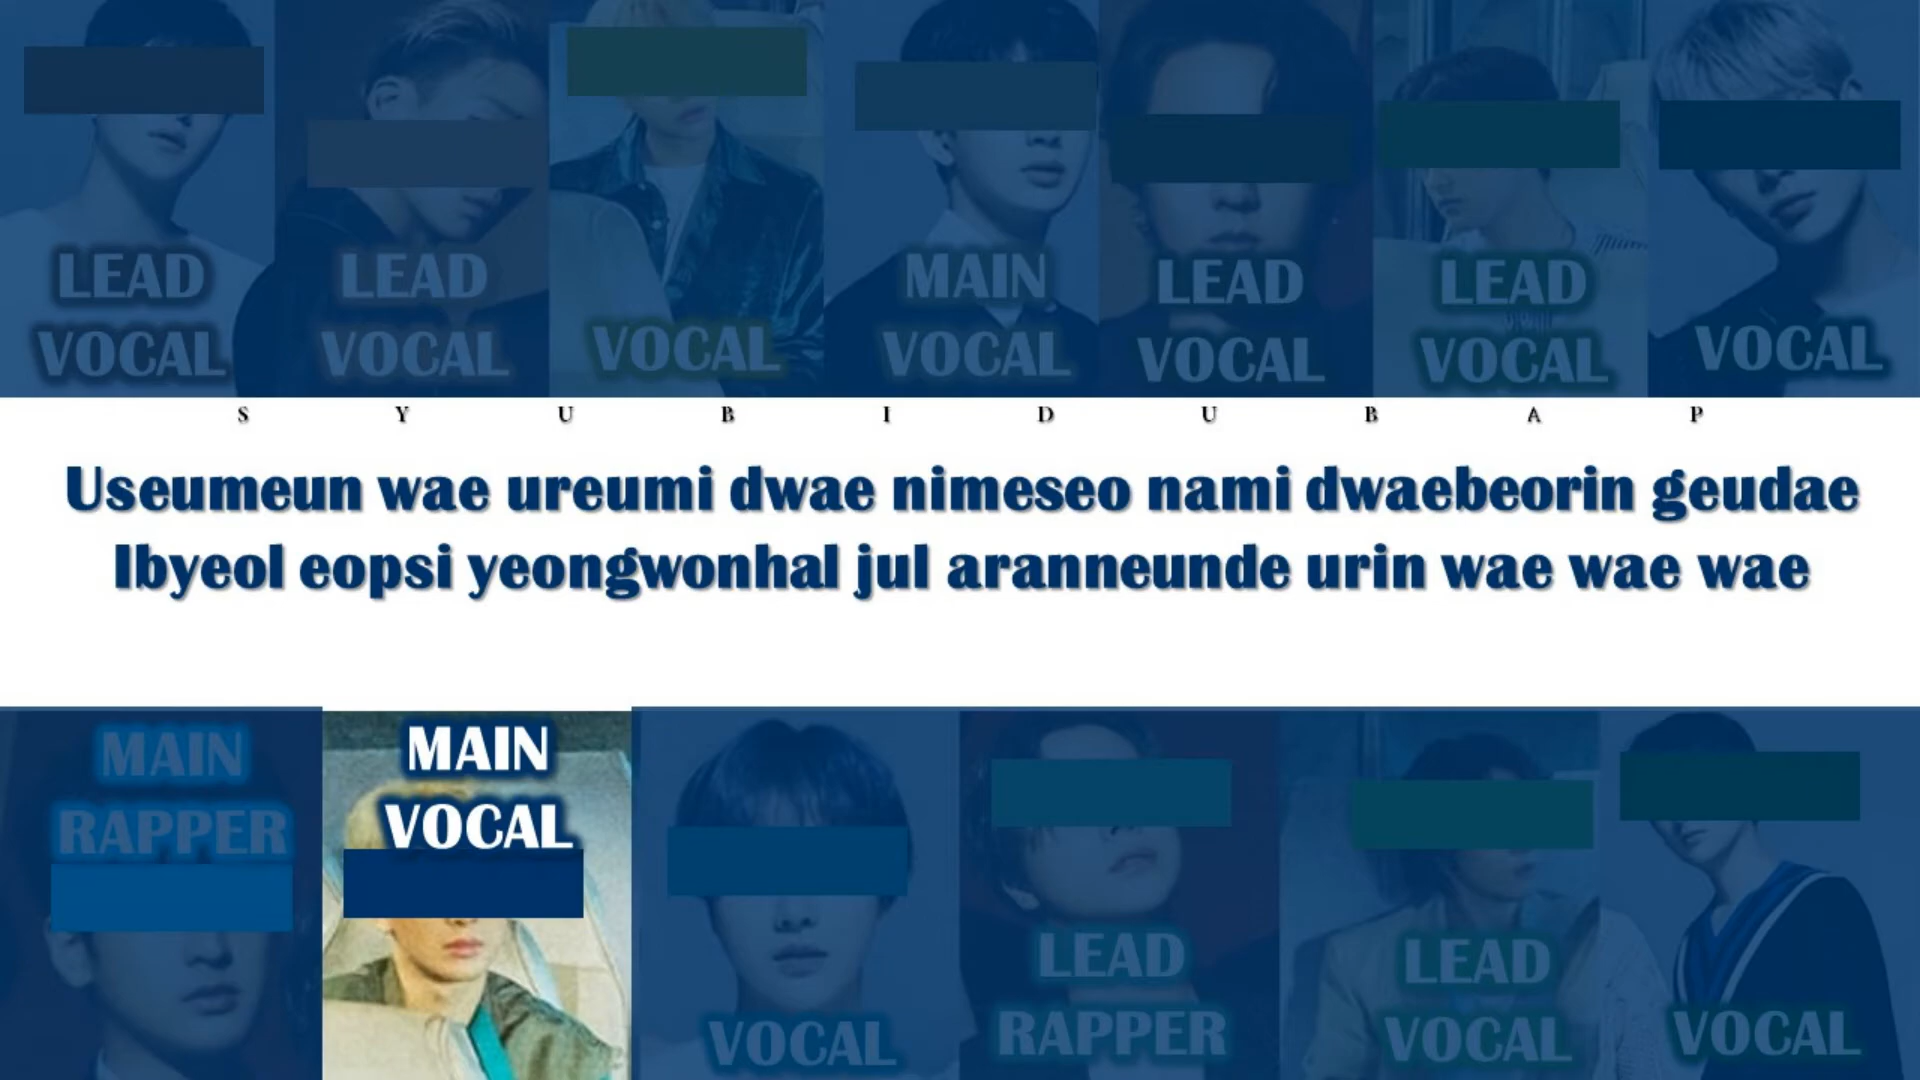 LEAD
VOCAL
LEAD
VOCAL
VOCAL
MAIN
VOCAL
LEAD
VOCAL
LEAD
VOCAL
VOCAL
S Y U B I D U B A P
Useumeun wae ureumi dwae nimeseo nami dwaebeorin geudae
Ibyeol eopsi yeongwonhal jul aranneunde urin wae wae wae
MAIN
RAPPER
MAIN
VOCAL
VOCAL
LEAD
RAPPER
LEAD
VOCAL
VOCAL